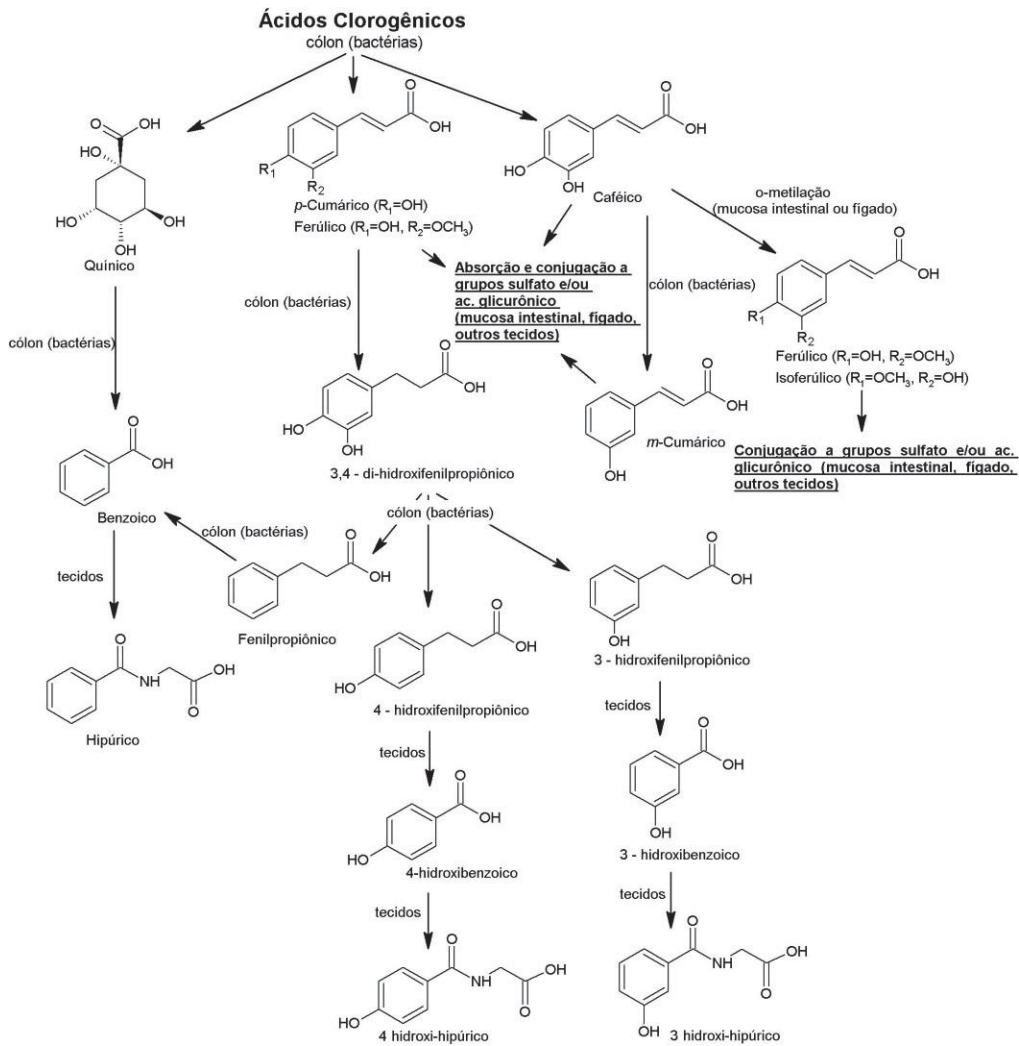 Ácidos Clorogênicos
cólon (bactérias)
O
OH
HO
HO
OH
OH
Quínico
O
OH
R1
R2
p-Cumárico (R1=OH)
Ferúlico (R1=OH, R2=OCH3)
O
OH
HO
OH
Caféico
o-metilação
(mucosa intestinal ou fígado)
Absorção e conjugação a
grupos sulfato e/ou
ac. glicurônico
(mucosa intestinal, fígado,
outros tecidos)
cólon (bactérias)
cólon (bactérias)
cólon (bactérias)
O
OH
R1
R2
Ferúlico (R1=OH, R2=OCH3)
Isoferúlico (R1=OCH3, R2=OH)
O
OH
HO
OH
3,4 - di-hidroxifenilpropiônico
O
OH
OH
m-Cumárico
Conjugação a grupos sulfato e/ou ac.
glicurônico (mucosa intestinal, fígado,
outros tecidos)
O
OH
Benzoico
cólon (bactérias)
cólon (bactérias)
tecidos
O
OH
Fenilpropiônico
O
OH
HO
4 - hidroxifenilpropiônico
O
OH
OH
3 - hidroxifenilpropiônico
O
NH
OH
O
Hipúrico
tecidos
tecidos
O
OH
HO
4-hidroxibenzoico
O
OH
OH
3 - hidroxibenzoico
tecidos
tecidos
O
NH
OH
O
HO
4 hidroxi-hipúrico
O
NH
OH
O
OH
3 hidroxi-hipúrico